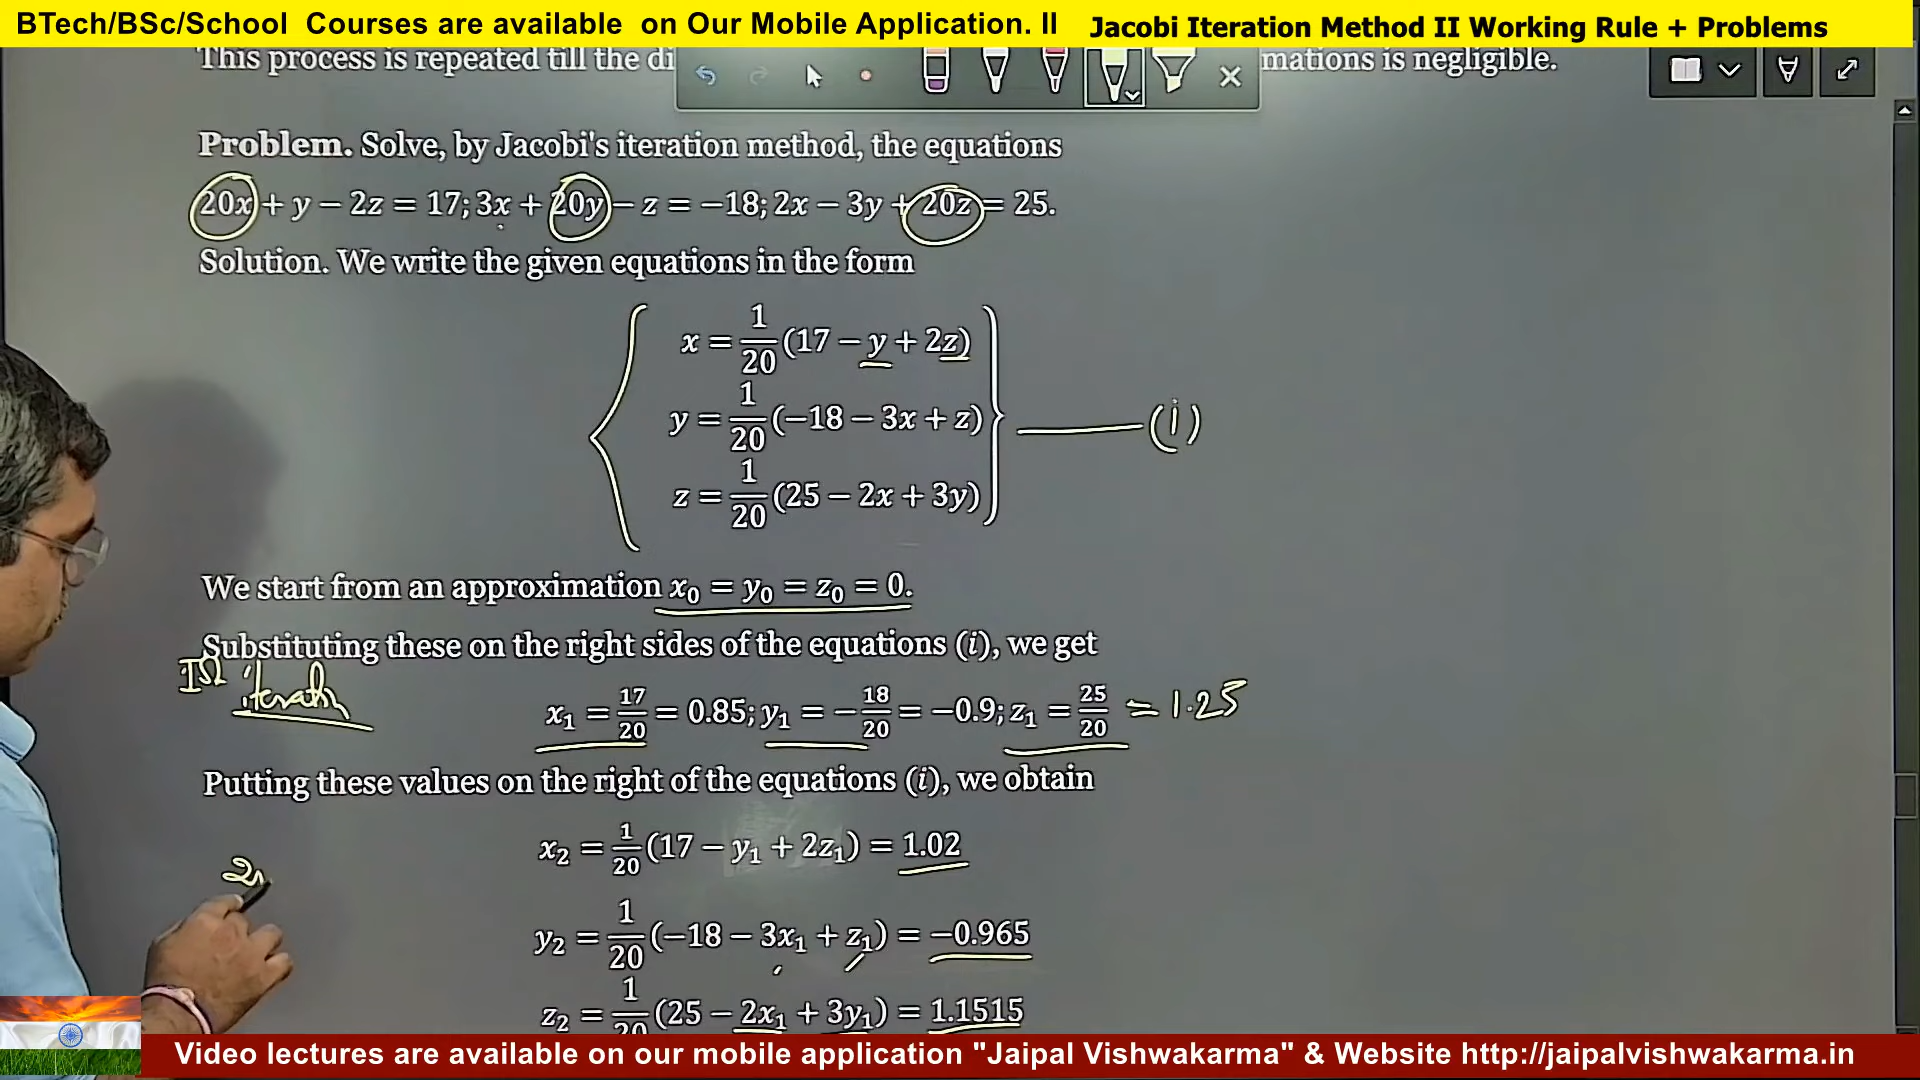 BTech/BSc/School Courses are available on Our Mobile Application. II Jacobi Iteration Method II Working Rule + Problems
This process is repeated till the di mations is negligible.
Problem. Solve, by Jacobi's iteration method, the equations
20x + y − 2z = 17; 3x + 20y − z = −18; 2x − 3y + 20z = 25.
Solution. We write the given equations in the form
x = 1/20 (17 − y + 2z)
y = 1/20 (−18 − 3x + z) (i)
z = 1/20 (25 − 2x + 3y)
We start from an approximation x₀ = y₀ = z₀ = 0.
Substituting these on the right sides of the equations (i), we get
Ist iteration
x₁ = 17/20 = 0.85; y₁ = −18/20 = −0.9; z₁ = 25/20 = 1.25
Putting these values on the right of the equations (i), we obtain
x₂ = 1/20 (17 − y₁ + 2z₁) = 1.02
2
y₂ = 1/20 (−18 − 3x₁ + z₁) = −0.965
z₂ = 1/20 (25 − 2x₁ + 3y₁) = 1.1515
Video lectures are available on our mobile application "Jaipal Vishwakarma" & Website http://jaipalvishwakarma.in